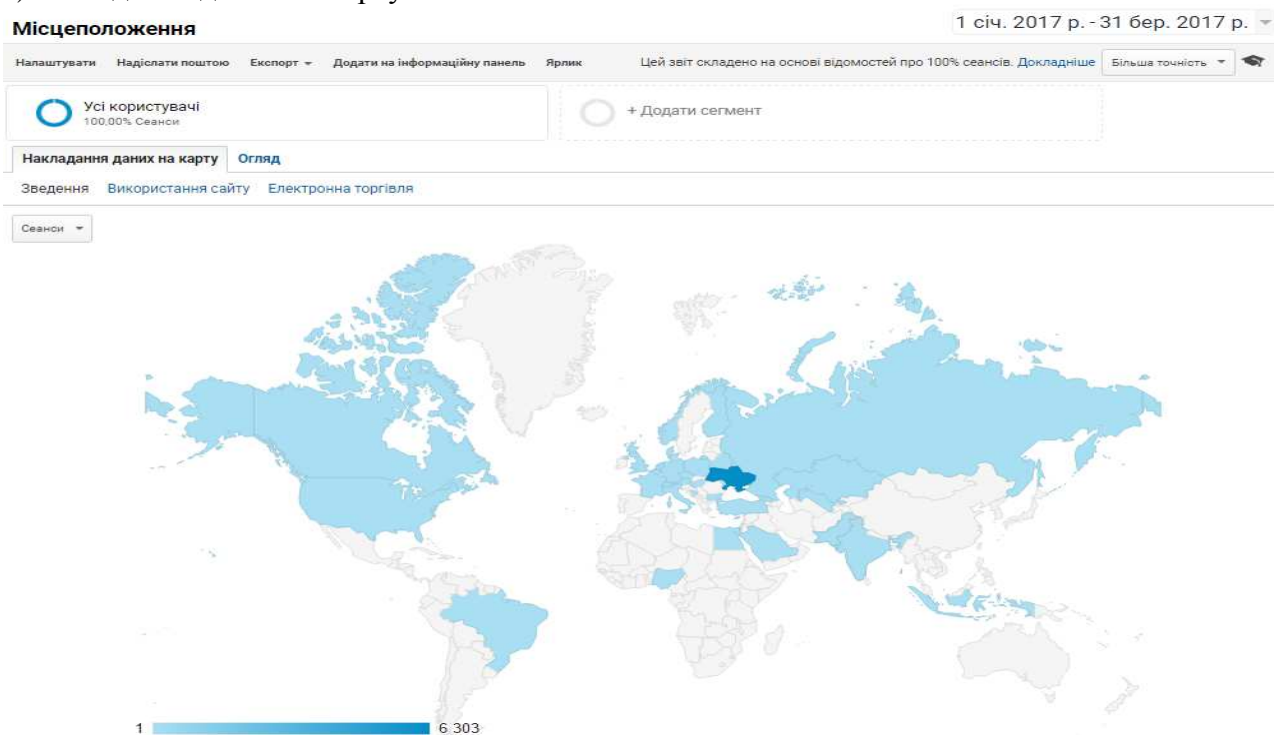 1 січ. 2017 р. - 31 бер. 2017 р.
Місцеположення
Налаштувати Надіслати поштою Експорт Додати на інформаційну панель Ярлик Цей звіт складено на основі відомостей про 100% сеансів. Докладніше Більша точність
Усі користувачі
100,00% Сеанси
+ Додати сегмент
Накладання даних на карту Огляд
Зведення Використання сайту Електронна торгівля
Сеанси
1 6 303